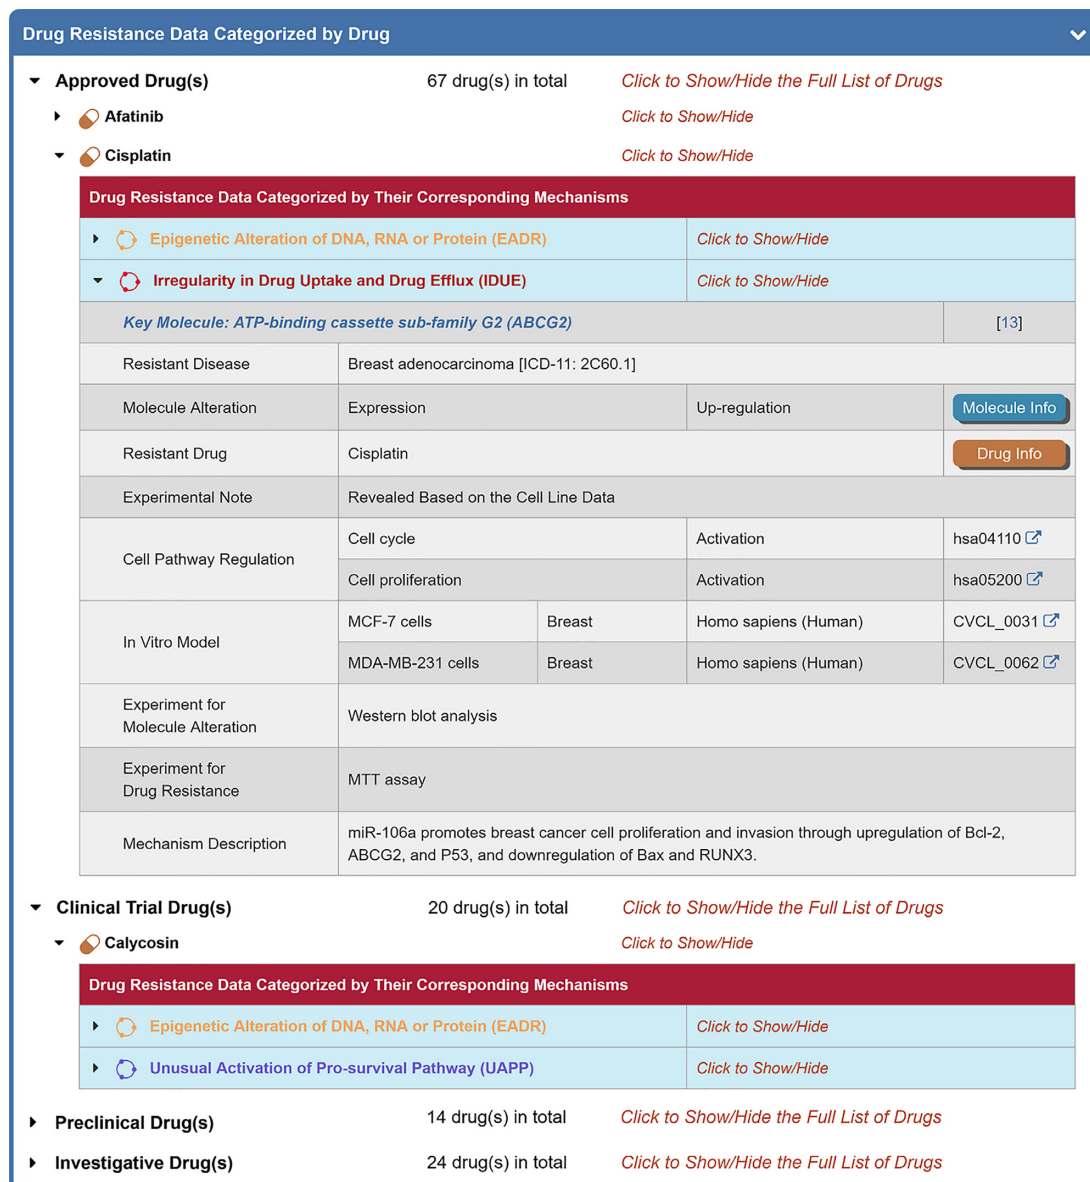 Drug Resistance Data Categorized by Drug
Approved Drug(s) 67 drug(s) in total Click to Show/Hide the Full List of Drugs
Afatinib Click to Show/Hide
Cisplatin Click to Show/Hide
Drug Resistance Data Categorized by Their Corresponding Mechanisms
Epigenetic Alteration of DNA, RNA or Protein (EADR) Click to Show/Hide
Irregularity in Drug Uptake and Drug Efflux (IDUE) Click to Show/Hide
Key Molecule: ATP-binding cassette sub-family G2 (ABCG2) [13]
Resistant Disease Breast adenocarcinoma [ICD-11: 2C60.1]
Molecule Alteration Expression Up-regulation Molecule Info
Resistant Drug Cisplatin Drug Info
Experimental Note Revealed Based on the Cell Line Data
Cell Pathway Regulation
Cell cycle Activation hsa04110
Cell proliferation Activation hsa05200
In Vitro Model
MCF-7 cells Breast Homo sapiens (Human) CVCL_0031
MDA-MB-231 cells Breast Homo sapiens (Human) CVCL_0062
Experiment for
Molecule Alteration
Western blot analysis
Experiment for
Drug Resistance
MTT assay
Mechanism Description
miR-106a promotes breast cancer cell proliferation and invasion through upregulation of Bcl-2,
ABCG2, and P53, and downregulation of Bax and RUNX3.
Clinical Trial Drug(s) 20 drug(s) in total Click to Show/Hide the Full List of Drugs
Calycosin Click to Show/Hide
Drug Resistance Data Categorized by Their Corresponding Mechanisms
Epigenetic Alteration of DNA, RNA or Protein (EADR) Click to Show/Hide
Unusual Activation of Pro-survival Pathway (UAPP) Click to Show/Hide
Preclinical Drug(s) 14 drug(s) in total Click to Show/Hide the Full List of Drugs
Investigative Drug(s) 24 drug(s) in total Click to Show/Hide the Full List of Drugs